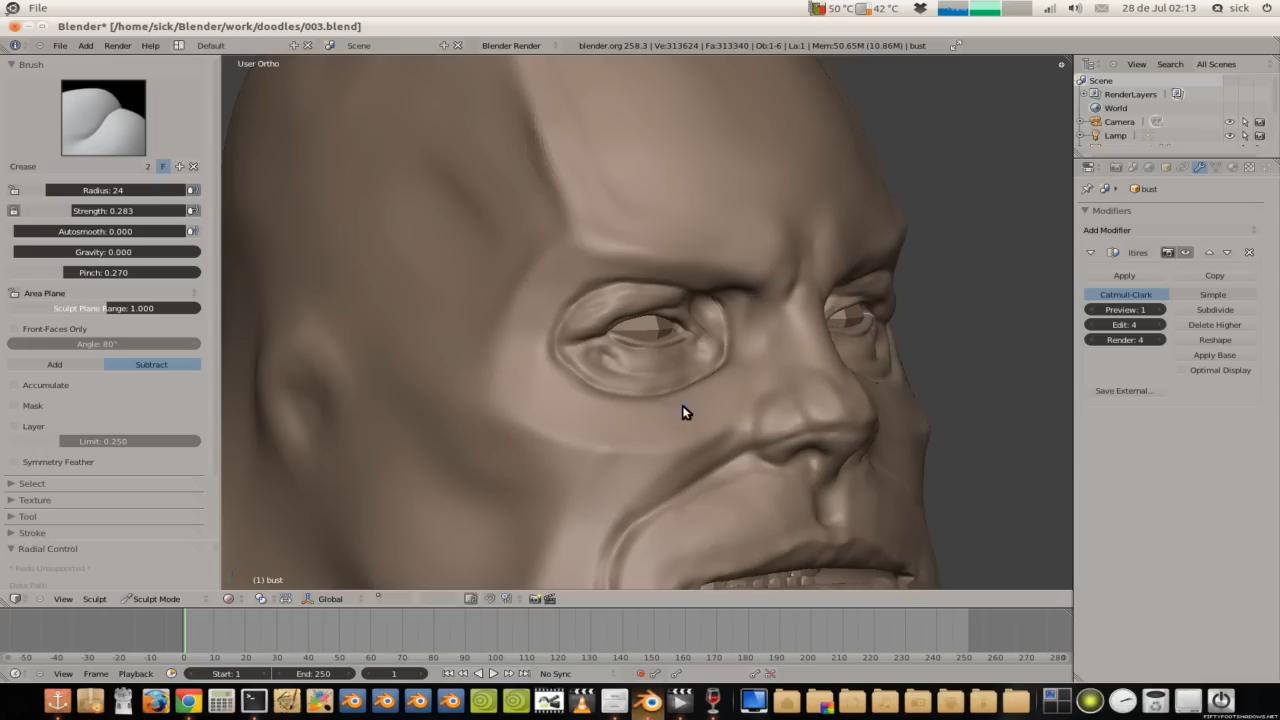 File
50 °C 42 °C 28 de Jul 02:13 sick
Blender* [/home/sick/Blender/work/doodles/003.blend]
File Add Render Help Default Scene Blender Render blender.org 258.3 | Ve:313624 | Fa:313340 | Ob:1-6 | La:1 | Mem:50.65M (10.86M) | bust
View Search All Scenes
Brush
User Ortho
Scene
RenderLayers
World
Camera
Lamp
Crease 2 F
Radius: 24
Strength: 0.283
Autosmooth: 0.000
Gravity: 0.000
Pinch: 0.270
Area Plane
Sculpt Plane Range: 1.000
Front-Faces Only
Angle: 80°
Add Subtract
Accumulate
Mask
Layer
Limit: 0.250
Symmetry Feather
Select
Texture
Tool
Stroke
Radial Control
* Redo Unsupported *
Data Path
bust
Modifiers
Add Modifier
ltires
Apply Copy
Catmull-Clark Simple
Preview: 1 Subdivide
Edit: 4 Delete Higher
Render: 4 Reshape
Apply Base
Optimal Display
Save External...
(1) bust
View Sculpt Sculpt Mode Global
-50 -40 -30 -20 -10 0 10 20 30 40 50 60 70 80 90 100 110 120 130 140 150 160 170 180 190 200 210 220 230 240 250 260 270 280
View Frame Playback Start: 1 End: 250 1 No Sync
FIFTYFOOTSHADOWS.NET